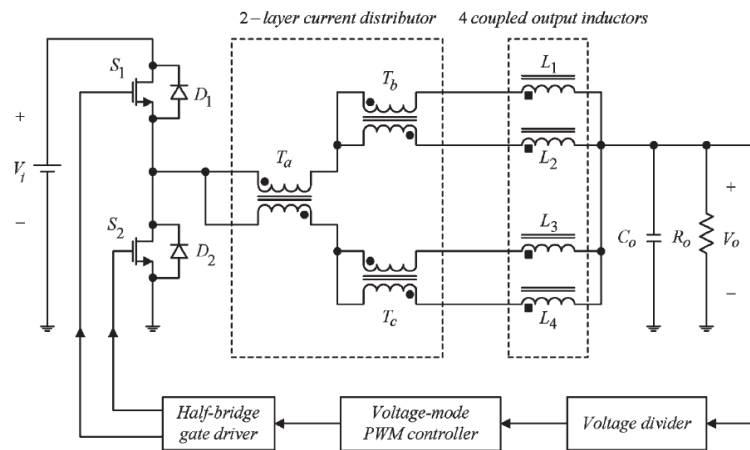 2-layer current distributor
4 coupled output inductors
S1
D1
+
Vi
−
S2
D2
Ta
Tb
Tc
L1
L2
L3
L4
Co
Ro
+
Vo
−
Half-bridge
gate driver
Voltage-mode
PWM controller
Voltage divider